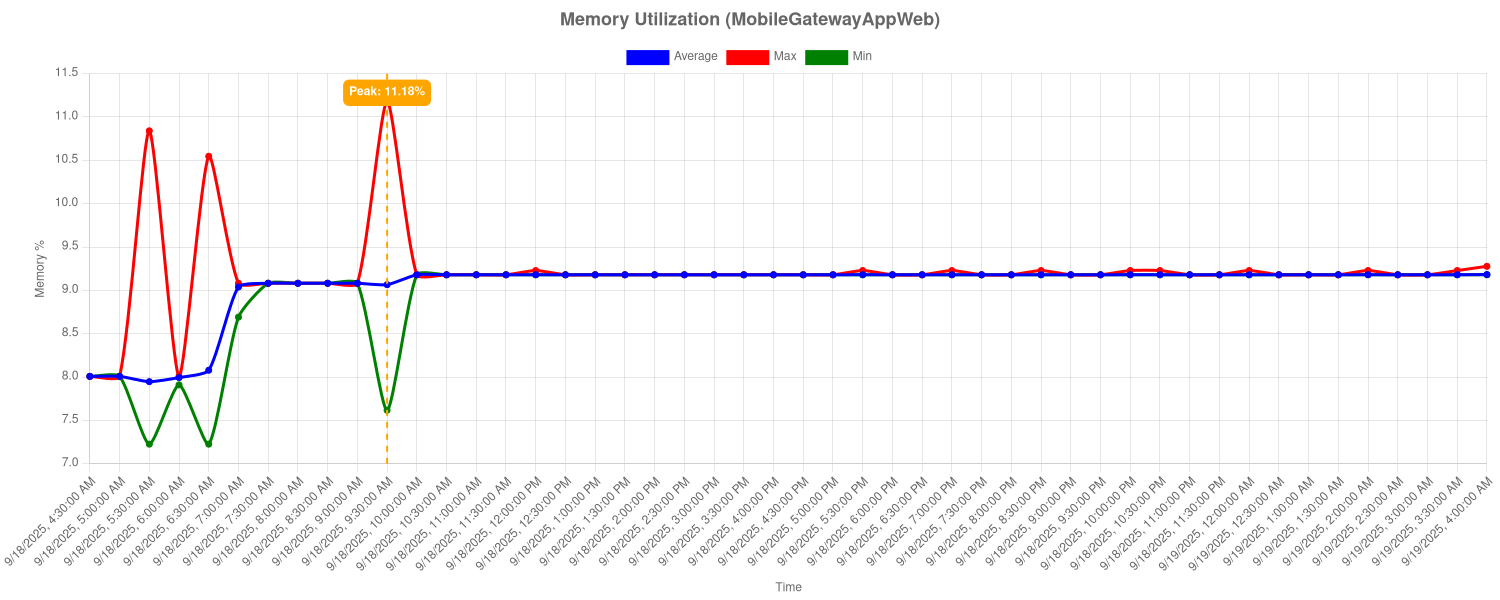 Memory Utilization (MobileGatewayAppWeb)
Average Max Min
Peak: 11.18%
11.5
11.0
10.5
10.0
9.5
9.0
8.5
8.0
7.5
7.0
Memory %
9/18/2025, 4:30:00 AM
9/18/2025, 5:00:00 AM
9/18/2025, 5:30:00 AM
9/18/2025, 6:00:00 AM
9/18/2025, 6:30:00 AM
9/18/2025, 7:00:00 AM
9/18/2025, 7:30:00 AM
9/18/2025, 8:00:00 AM
9/18/2025, 8:30:00 AM
9/18/2025, 9:00:00 AM
9/18/2025, 9:30:00 AM
9/18/2025, 10:00:00 AM
9/18/2025, 10:30:00 AM
9/18/2025, 11:00:00 AM
9/18/2025, 11:30:00 AM
9/18/2025, 12:00:00 PM
9/18/2025, 12:30:00 PM
9/18/2025, 1:00:00 PM
9/18/2025, 1:30:00 PM
9/18/2025, 2:00:00 PM
9/18/2025, 2:30:00 PM
9/18/2025, 3:00:00 PM
9/18/2025, 3:30:00 PM
9/18/2025, 4:00:00 PM
9/18/2025, 4:30:00 PM
9/18/2025, 5:00:00 PM
9/18/2025, 5:30:00 PM
9/18/2025, 6:00:00 PM
9/18/2025, 6:30:00 PM
9/18/2025, 7:00:00 PM
9/18/2025, 7:30:00 PM
9/18/2025, 8:00:00 PM
9/18/2025, 8:30:00 PM
9/18/2025, 9:00:00 PM
9/18/2025, 9:30:00 PM
9/18/2025, 10:00:00 PM
9/18/2025, 10:30:00 PM
9/18/2025, 11:00:00 PM
9/18/2025, 11:30:00 PM
9/19/2025, 12:00:00 AM
9/19/2025, 12:30:00 AM
9/19/2025, 1:00:00 AM
9/19/2025, 1:30:00 AM
9/19/2025, 2:00:00 AM
9/19/2025, 2:30:00 AM
9/19/2025, 3:00:00 AM
9/19/2025, 3:30:00 AM
9/19/2025, 4:00:00 AM
Time